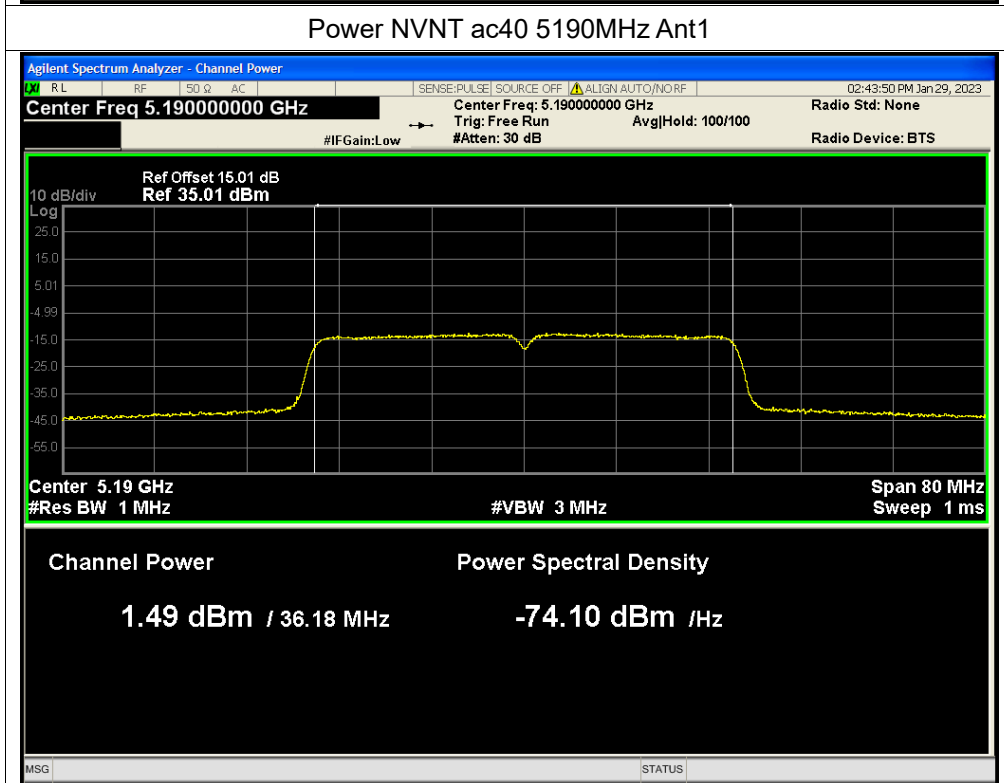 Power NVNT ac40 5190MHz Ant1
Agilent Spectrum Analyzer - Channel Power
LXI RL RF 50 Ω AC SENSE:PULSE SOURCE OFF ALIGN AUTO/NO RF 02:43:50 PM Jan 29, 2023
Center Freq 5.190000000 GHz Center Freq: 5.190000000 GHz Radio Std: None
Trig: Free Run Avg|Hold: 100/100
#IFGain:Low #Atten: 30 dB Radio Device: BTS
Ref Offset 15.01 dB
10 dB/div Ref 35.01 dBm
Log
25.0
15.0
5.01
-4.99
-15.0
-25.0
-35.0
-45.0
-55.0
Center 5.19 GHz Span 80 MHz
#Res BW 1 MHz #VBW 3 MHz Sweep 1 ms
Channel Power Power Spectral Density
1.49 dBm / 36.18 MHz -74.10 dBm /Hz
MSG STATUS